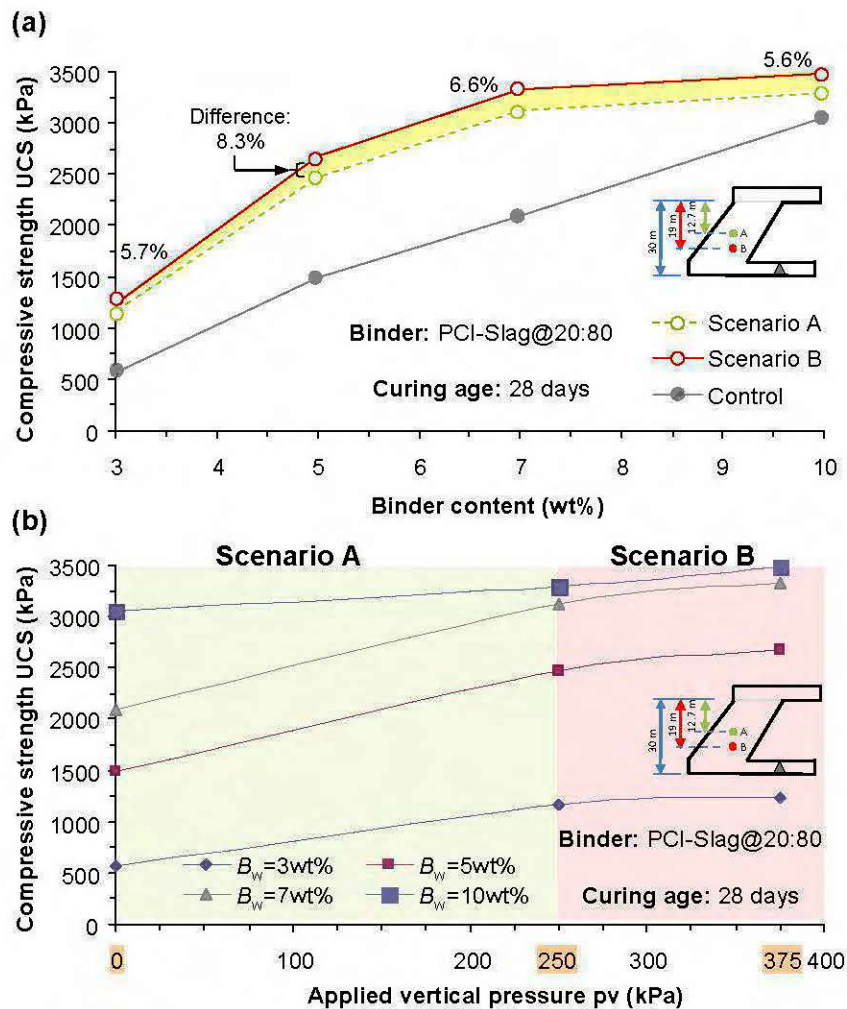 (a)
Compressive strength UCS (kPa)
3500
3000
2500
2000
1500
1000
500
0
Difference:
8.3%
5.7%
6.6%
5.6%
30 m
19 m
12.7 m
A
B
Binder: PCI-Slag@20:80
Curing age: 28 days
Scenario A
Scenario B
Control
3 4 5 6 7 8 9 10
Binder content (wt%)
(b)
Scenario A Scenario B
Compressive strength UCS (kPa)
3500
3000
2500
2000
1500
1000
500
0
30 m
19 m
12.7 m
A
B
Binder: PCI-Slag@20:80
Curing age: 28 days
Bw=3wt% Bw=5wt%
Bw=7wt% Bw=10wt%
0 100 200 250 300 375 400
Applied vertical pressure pv (kPa)